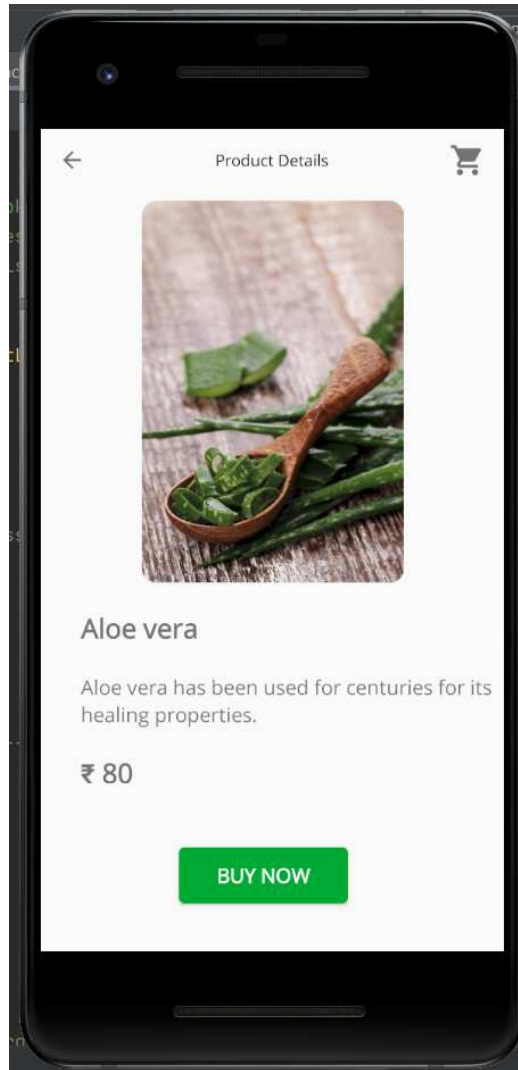 Product Details
Aloe vera
Aloe vera has been used for centuries for its
healing properties.
₹ 80
BUY NOW